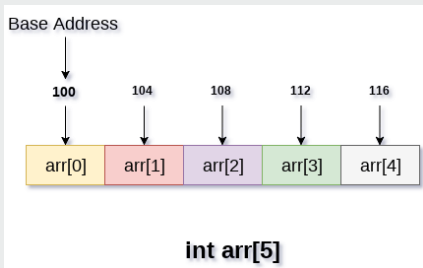 Base Address
100 104 108 112 116
arr[0] arr[1] arr[2] arr[3] arr[4]
int arr[5]